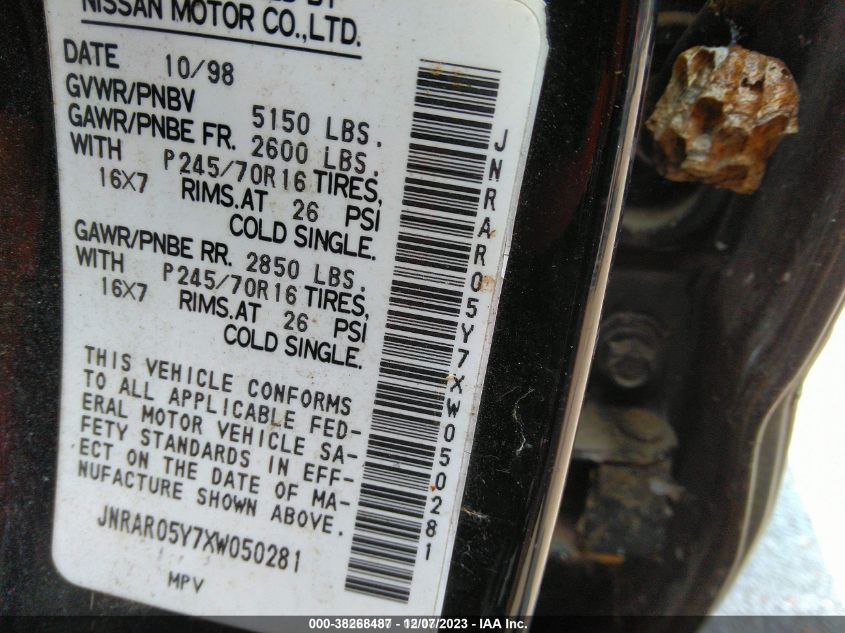 NISSAN MOTOR CO.,LTD.
DATE 10/98
GVWR/PNBV 5150 LBS.
GAWR/PNBE FR. 2600 LBS.
WITH P245/70R16 TIRES,
16X7 RIMS.AT 26 PSI
COLD SINGLE.
GAWR/PNBE RR. 2850 LBS.
WITH P245/70R16 TIRES,
16X7 RIMS.AT 26 PSI
COLD SINGLE.
THIS VEHICLE CONFORMS
TO ALL APPLICABLE FED-
ERAL MOTOR VEHICLE SA-
FETY STANDARDS IN EFF-
ECT ON THE DATE OF MA-
NUFACTURE SHOWN ABOVE.
JNRAR05Y7XW050281
MPV
JNRAR05Y7XW050281
000-38268487 - 12/07/2023 - IAA Inc.